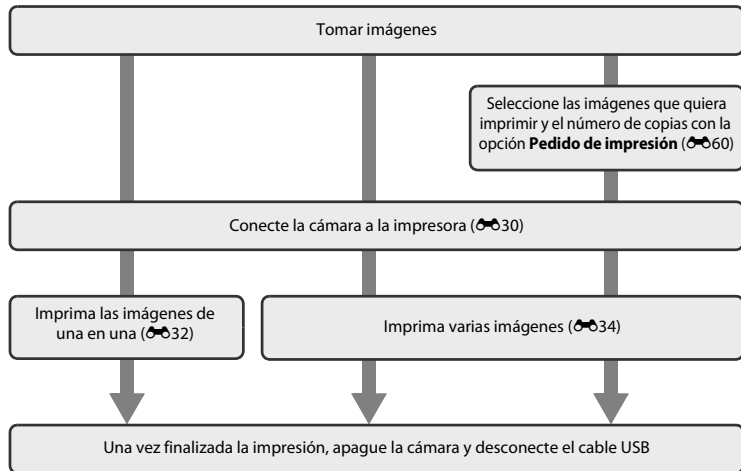 Tomar imágenes
Seleccione las imágenes que quiera
imprimir y el número de copias con la
opción Pedido de impresión (60)
Conecte la cámara a la impresora (30)
Imprima las imágenes de
una en una (32)
Imprima varias imágenes (34)
Una vez finalizada la impresión, apague la cámara y desconecte el cable USB